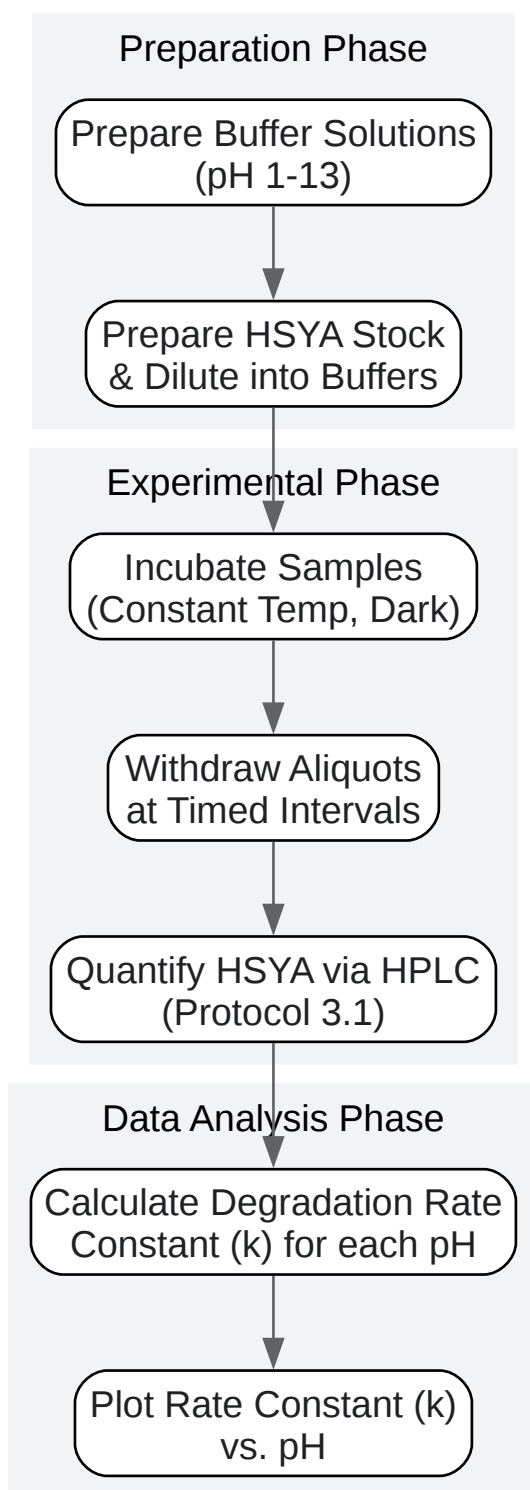 Preparation Phase
Prepare Buffer Solutions
(pH 1-13)
Prepare HSYA Stock
& Dilute into Buffers
Experimental Phase
Incubate Samples
(Constant Temp, Dark)
Withdraw Aliquots
at Timed Intervals
Quantify HSYA via HPLC
(Protocol 3.1)
Data Analysis Phase
Calculate Degradation Rate
Constant (k) for each pH
Plot Rate Constant (k)
vs. pH